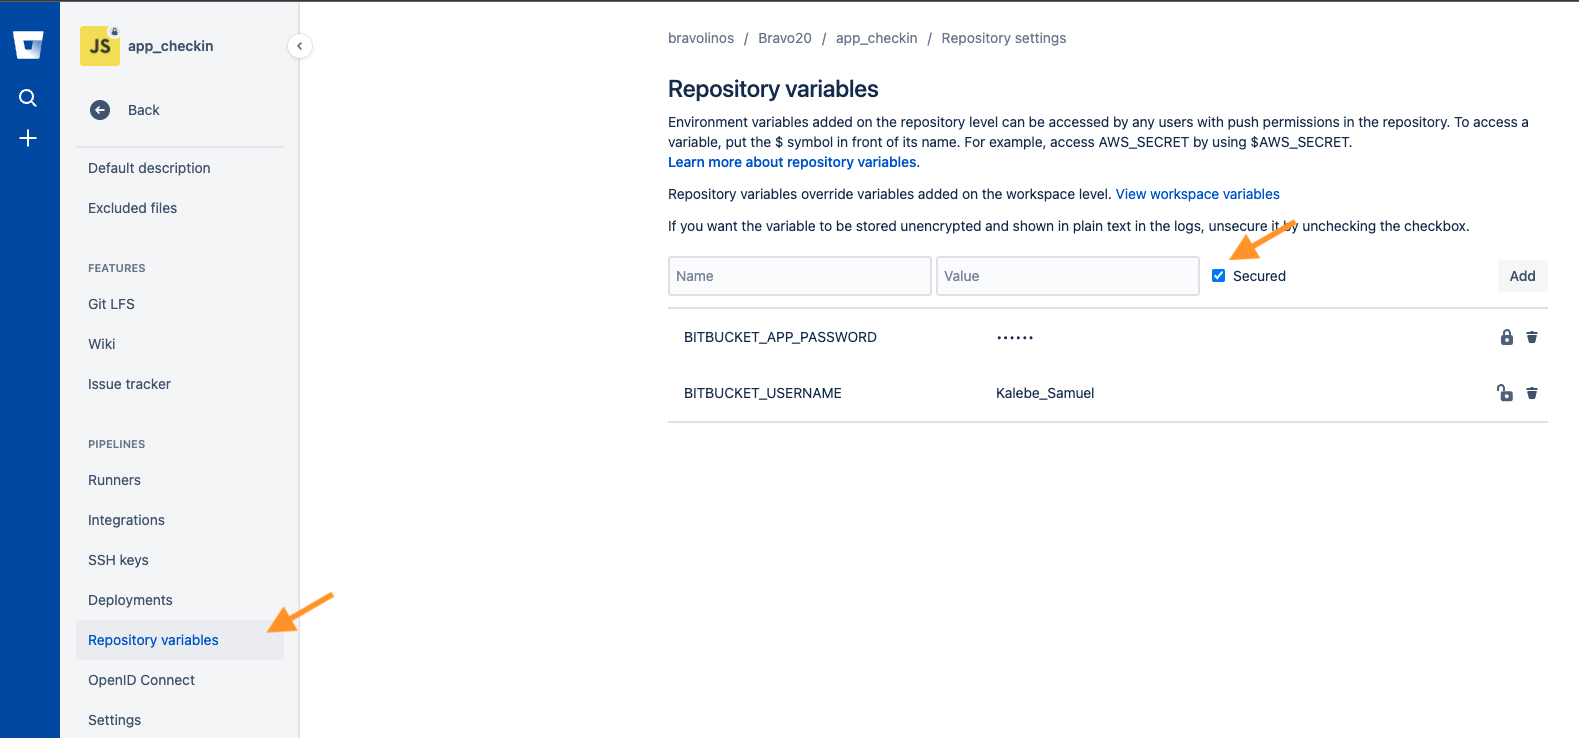 JS
app_checkin
Back
Default description
Excluded files
FEATURES
Git LFS
Wiki
Issue tracker
PIPELINES
Runners
Integrations
SSH keys
Deployments
Repository variables
OpenID Connect
Settings
bravolinos / Bravo20 / app_checkin / Repository settings
Repository variables
Environment variables added on the repository level can be accessed by any users with push permissions in the repository. To access a
variable, put the $ symbol in front of its name. For example, access AWS_SECRET by using $AWS_SECRET.
Learn more about repository variables.
Repository variables override variables added on the workspace level. View workspace variables
If you want the variable to be stored unencrypted and shown in plain text in the logs, unsecure it by unchecking the checkbox.
Name Value Secured Add
BITBUCKET_APP_PASSWORD ••••••
BITBUCKET_USERNAME Kalebe_Samuel